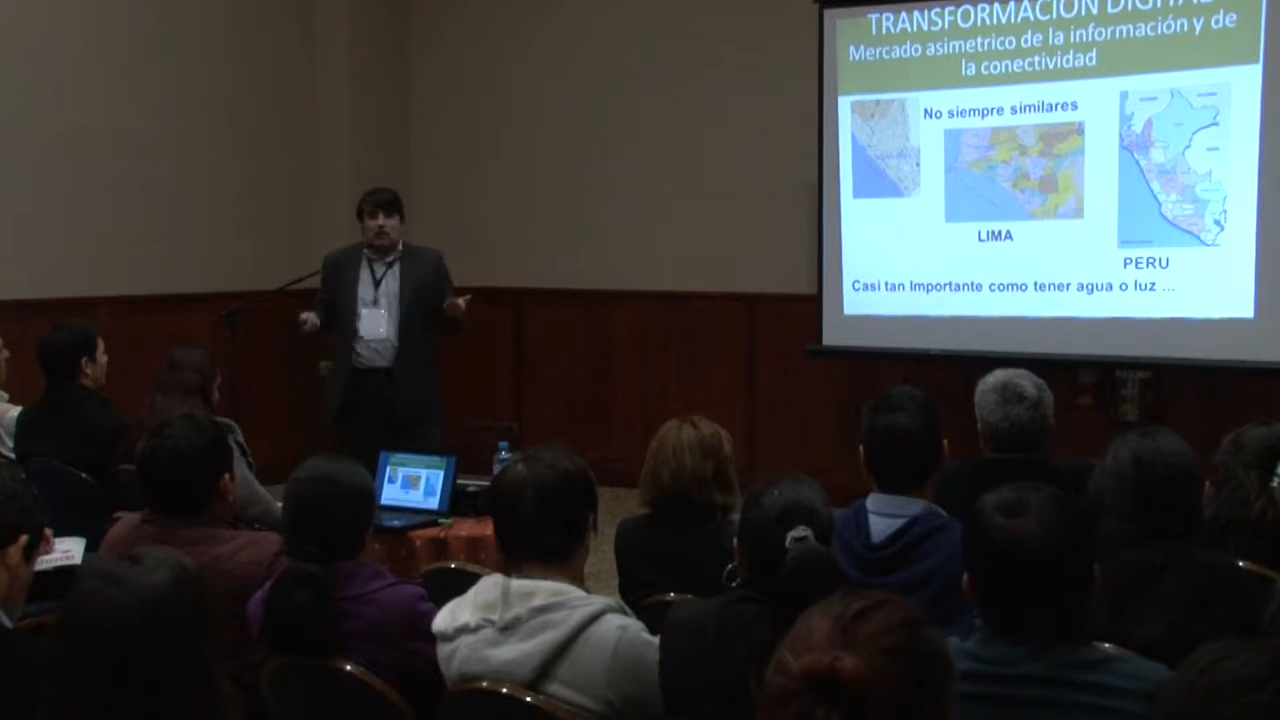 TRANSFORMACION DIGITAL
Mercado asimetrico de la información y de
la conectividad
No siempre similares
LIMA
PERU
Casi tan Importante como tener agua o luz ...